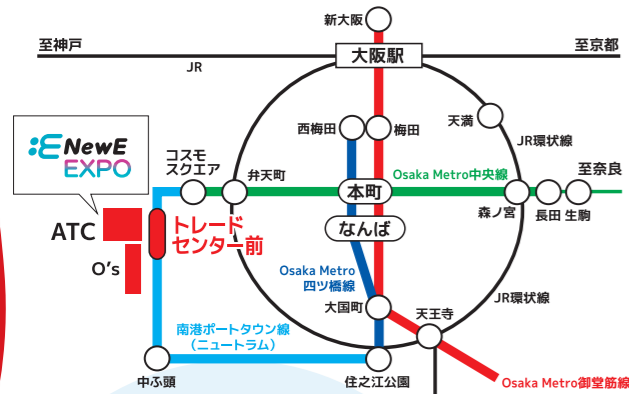 新大阪
至神戸
大阪駅
至京都
JR
NewE
EXPO
西梅田
梅田
天満
JR環状線
コスモ
スクエア
弁天町
Osaka Metro中央線
至奈良
本町
森ノ宮
長田
生駒
ATC
トレード
センター前
なんば
O's
Osaka Metro
四ツ橋線
大国町
天王寺
JR環状線
南港ポートタウン線
（ニュートラム）
中ふ頭
住之江公園
Osaka Metro御堂筋線